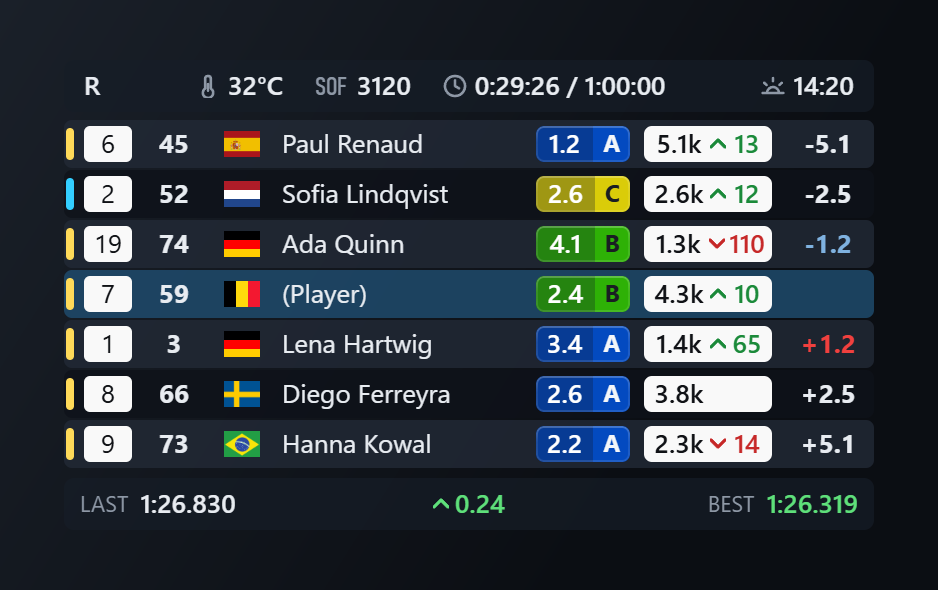 R 32°C SOF 3120 0:29:26 / 1:00:00 14:20
6 45 Paul Renaud 1.2 A 5.1k 13 -5.1
2 52 Sofia Lindqvist 2.6 C 2.6k 12 -2.5
19 74 Ada Quinn 4.1 B 1.3k 110 -1.2
7 59 (Player) 2.4 B 4.3k 10
1 3 Lena Hartwig 3.4 A 1.4k 65 +1.2
8 66 Diego Ferreyra 2.6 A 3.8k +2.5
9 73 Hanna Kowal 2.2 A 2.3k 14 +5.1
LAST 1:26.830 0.24 BEST 1:26.319